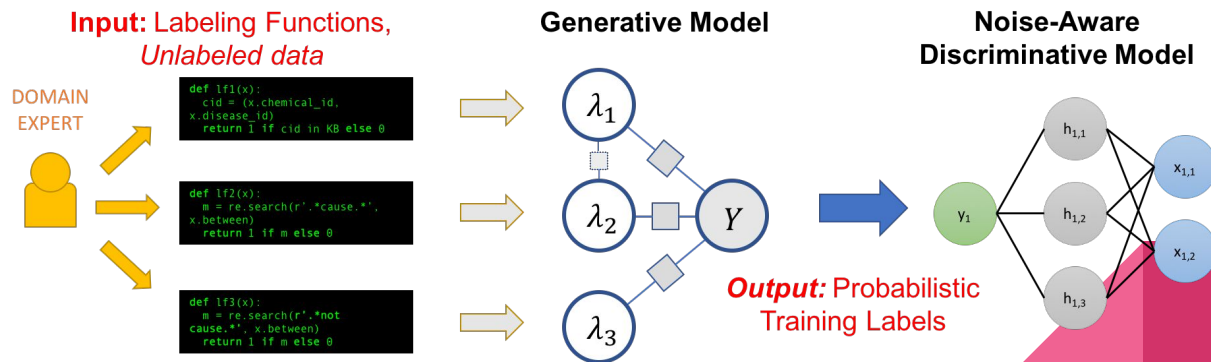 Input: Labeling Functions,
Unlabeled data
Generative Model
Noise-Aware
Discriminative Model
DOMAIN
EXPERT
def lf1(x):
cid = (x.chemical_id,
x.disease_id)
return 1 if cid in KB else 0
def lf2(x):
m = re.search(r'.*cause.*',
x.between)
return 1 if m else 0
def lf3(x):
m = re.search(r'.*not
cause.*', x.between)
return 1 if m else 0
λ1
λ2
λ3
Y
Output: Probabilistic
Training Labels
y1
h1,1
h1,2
h1,3
x1,1
x1,2